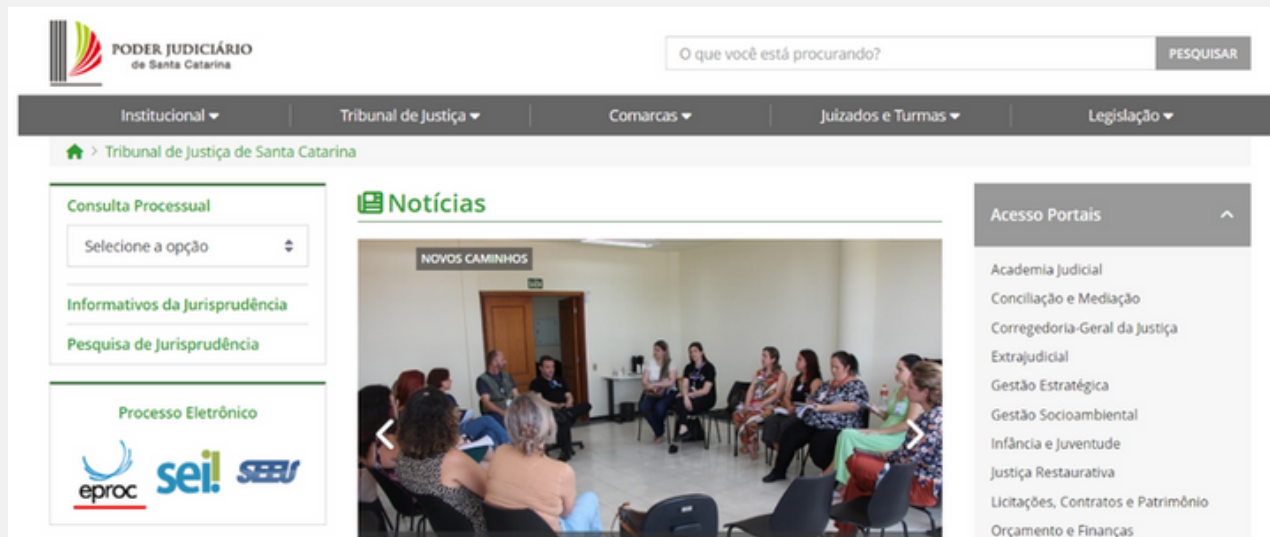 PODER JUDICIÁRIO
de Santa Catarina
O que você está procurando?
PESQUISAR
Institucional
Tribunal de Justiça
Comarcas
Juizados e Turmas
Legislação
> Tribunal de Justiça de Santa Catarina
Consulta Processual
Selecione a opção
Informativos da Jurisprudência
Pesquisa de Jurisprudência
Processo Eletrônico
eproc
sei!
SEEU
Notícias
NOVOS CAMINHOS
Acesso Portais
Academia Judicial
Conciliação e Mediação
Corregedoria-Geral da Justiça
Extrajudicial
Gestão Estratégica
Gestão Socioambiental
Infância e Juventude
Justiça Restaurativa
Licitações, Contratos e Patrimônio
Orçamento e Finanças